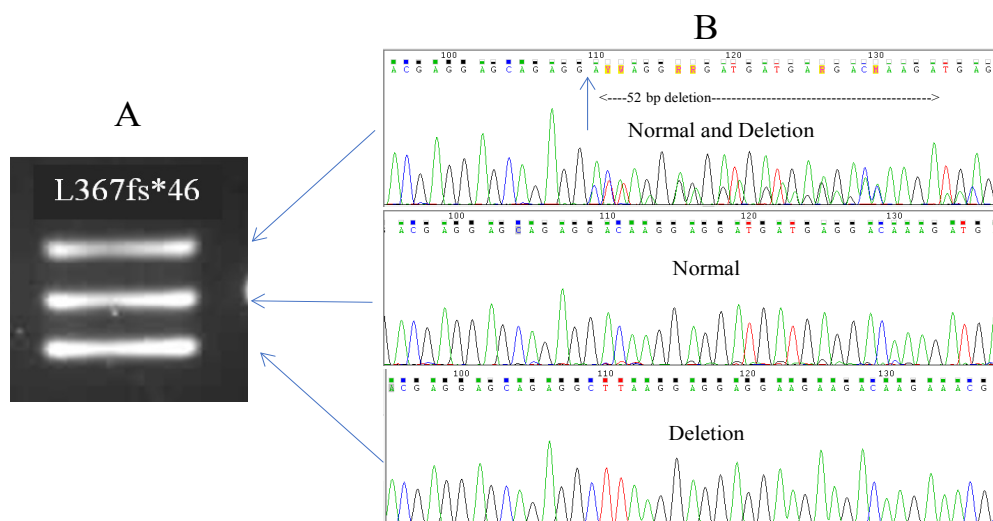 A
B
L367fs*46
100 110 120 130
A C G A G G A G C A G A G G A Y W A G G R R G A T G A T G A R G A C H A A G A T G A G
<----52 bp deletion---------------------------------->
Normal and Deletion
100 110 120 130
G A C G A G G A G C A G A G G A C A A G G A G G A T G A T G A G G A C A A A G A T G
Normal
100 110 120 130
A C G A G G A G C A G A G G C T T A A G G A G G A G G A A G A A G A C A A G A A A C G
Deletion